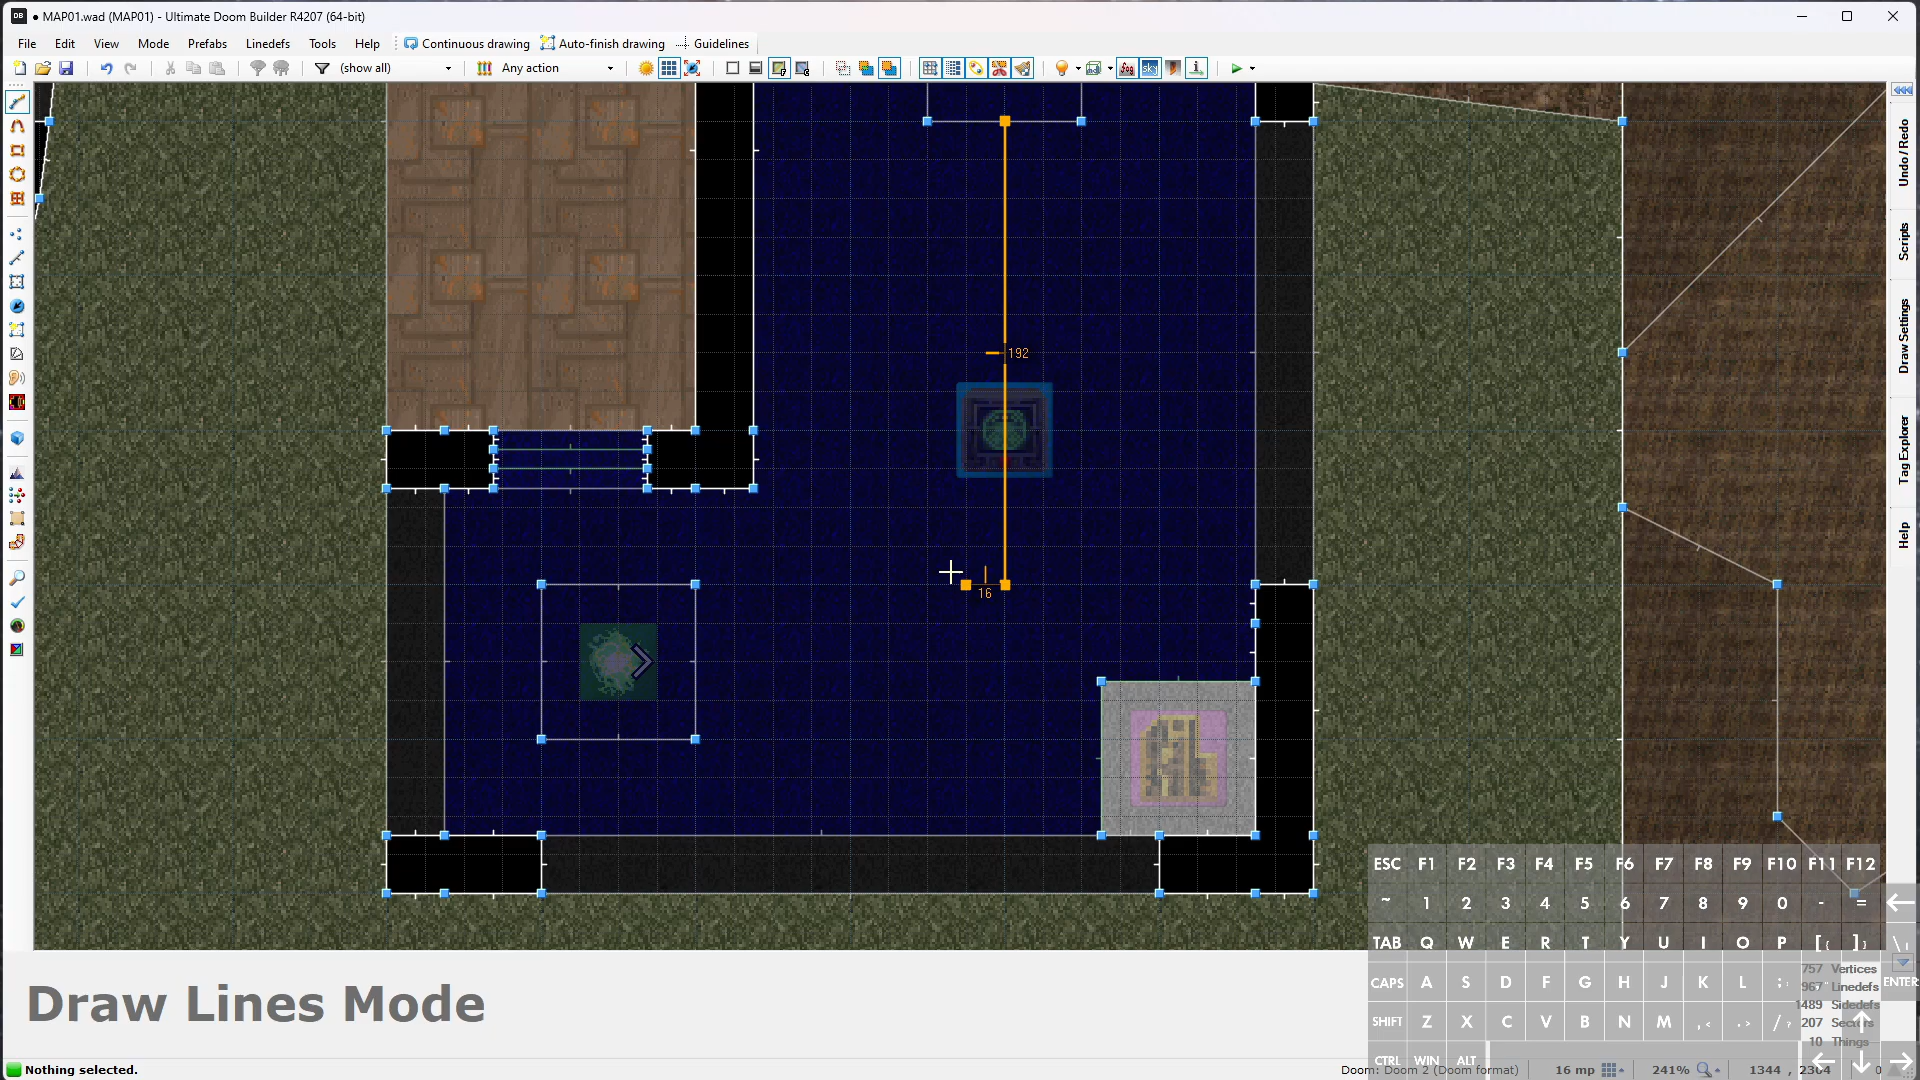 DB • MAP01.wad (MAP01) - Ultimate Doom Builder R4207 (64-bit)
File Edit View Mode Prefabs Linedefs Tools Help Continuous drawing Auto-finish drawing Guidelines
(show all) Any action
Undo / Redo
Scripts
Draw Settings
Tag Explorer
Help
192
16
ESC F1 F2 F3 F4 F5 F6 F7 F8 F9 F10 F11 F12
~ 1 2 3 4 5 6 7 8 9 0 - =
TAB Q W E R T Y U I O P [{ ]} \|
CAPS A S D F G H J K L ; ENTER
SHIFT Z X C V B N M ,< .> /?
CTRL WIN ALT
757 Vertices
967 Linedefs
1489 Sidedefs
207 Sectors
10 Things
Draw Lines Mode
Nothing selected.
Doom: Doom 2 (Doom format) 16 mp 241% 1344 , 2304